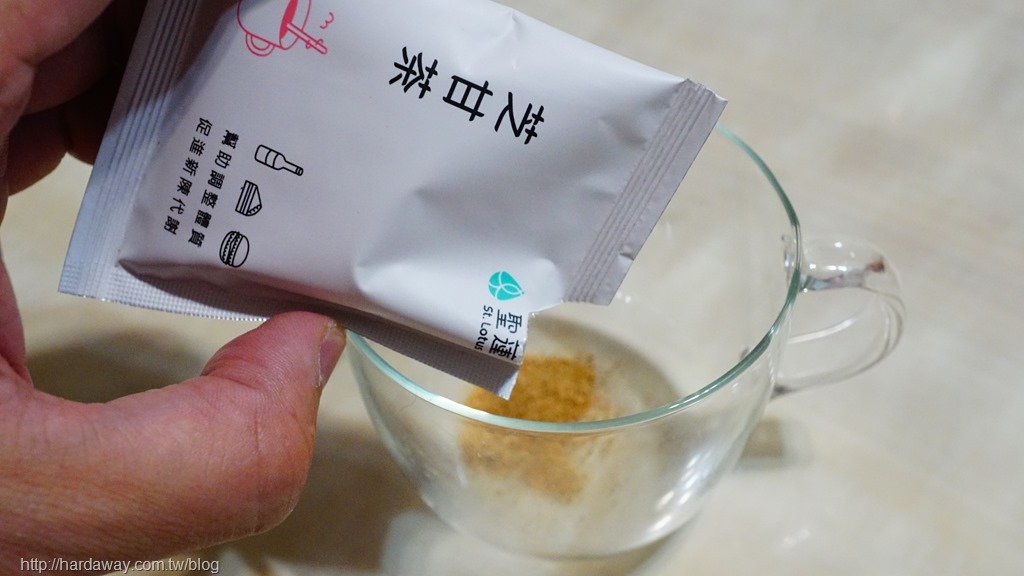 芝甘茶
幫助調整體質
促進新陳代謝
聖蓮
St. Lotus
http://hardaway.com.tw/blog